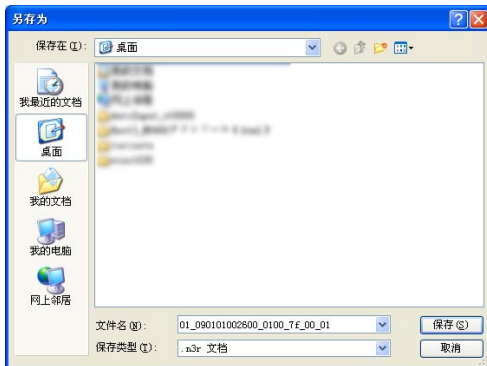 另存为
保存在(I):
桌面
我最近的文档
桌面
我的文档
我的电脑
网上邻居
文件名(N):
01_090101002600_0100_7f_00_01
保存(S)
保存类型(T):
.n3r 文档
取消